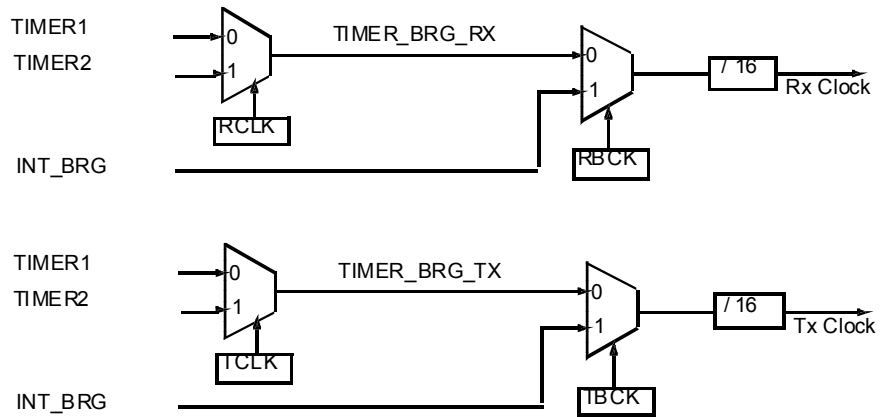 TIMER1
TIMER2
0
1
TIMER_BRG_RX
0
1
/ 16
Rx Clock
RCLK
RBCK
INT_BRG
TIMER1
TIMER2
0
1
TIMER_BRG_TX
0
1
/ 16
Tx Clock
TCLK
TBCK
INT_BRG